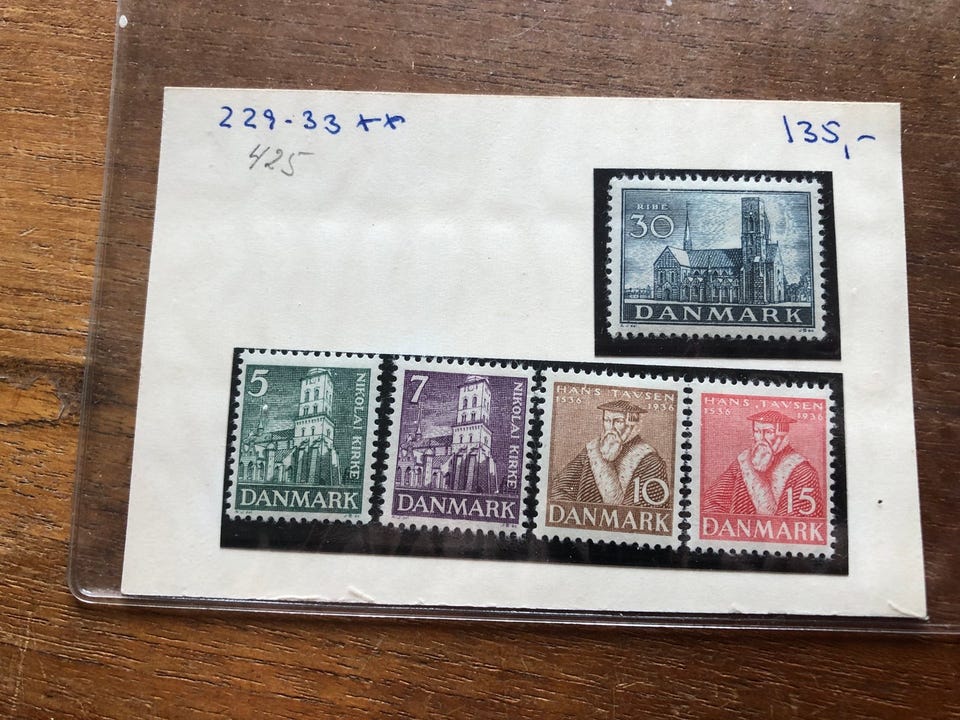 229-33 **
135,-
425
RIBE
30
DANMARK
5
NIKOLAI KIRKE
DANMARK
7
NIKOLAI KIRKE
DANMARK
HANS TAVSEN
1536 1936
10
DANMARK
HANS TAVSEN
1536 1936
15
DANMARK